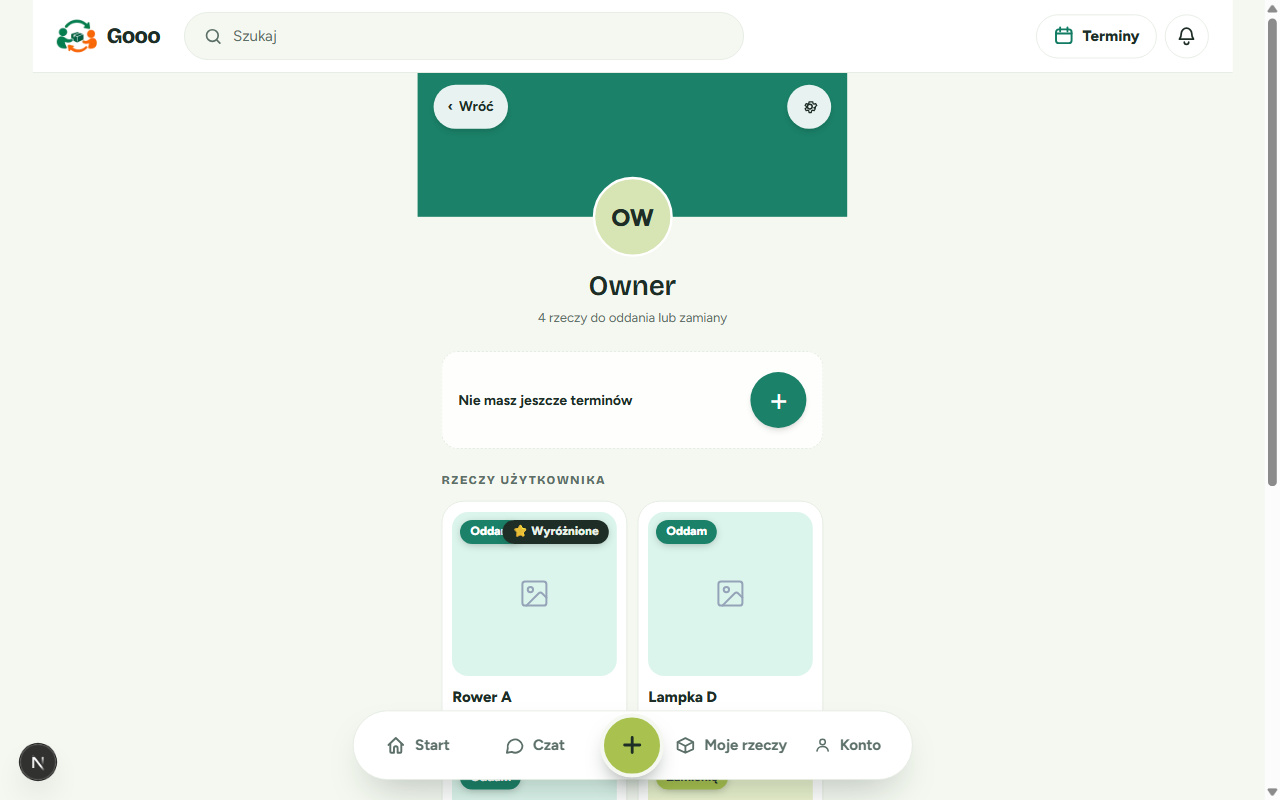 Gooo
Szukaj
Terminy
‹ Wróć
OW
Owner
4 rzeczy do oddania lub zamiany
Nie masz jeszcze terminów
+
RZECZY UŻYTKOWNIKA
⭐ Wyróżnione
Oddam
Rower A
Lampka D
Start
Czat
+
Moje rzeczy
Konto
N